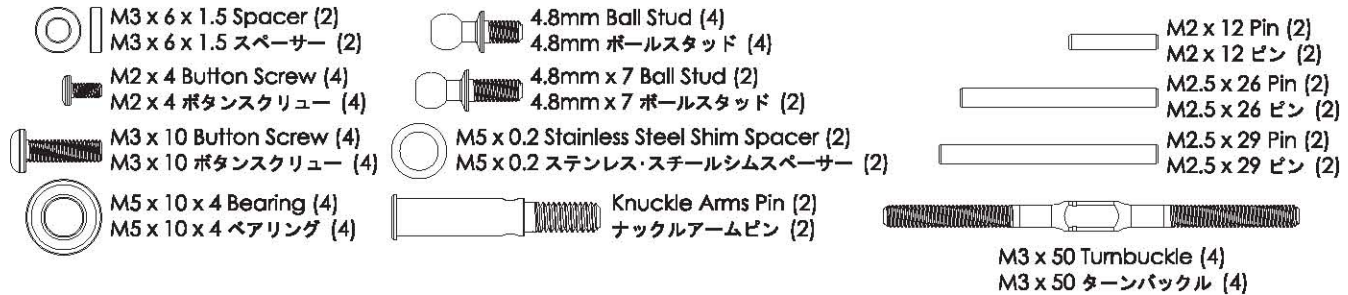 M3 x 6 x 1.5 Spacer (2)
M3 x 6 x 1.5 スペーサー (2)
M2 x 4 Button Screw (4)
M2 x 4 ボタンスクリュー (4)
M3 x 10 Button Screw (4)
M3 x 10 ボタンスクリュー (4)
M5 x 10 x 4 Bearing (4)
M5 x 10 x 4 ベアリング (4)
4.8mm Ball Stud (4)
4.8mm ボールスタッド (4)
4.8mm x 7 Ball Stud (2)
4.8mm x 7 ボールスタッド (2)
M5 x 0.2 Stainless Steel Shim Spacer (2)
M5 x 0.2 ステンレス・スチールシムスペーサー (2)
Knuckle Arms Pin (2)
ナックルアームピン (2)
M2 x 12 Pin (2)
M2 x 12 ピン (2)
M2.5 x 26 Pin (2)
M2.5 x 26 ピン (2)
M2.5 x 29 Pin (2)
M2.5 x 29 ピン (2)
M3 x 50 Turnbuckle (4)
M3 x 50 ターンバックル (4)